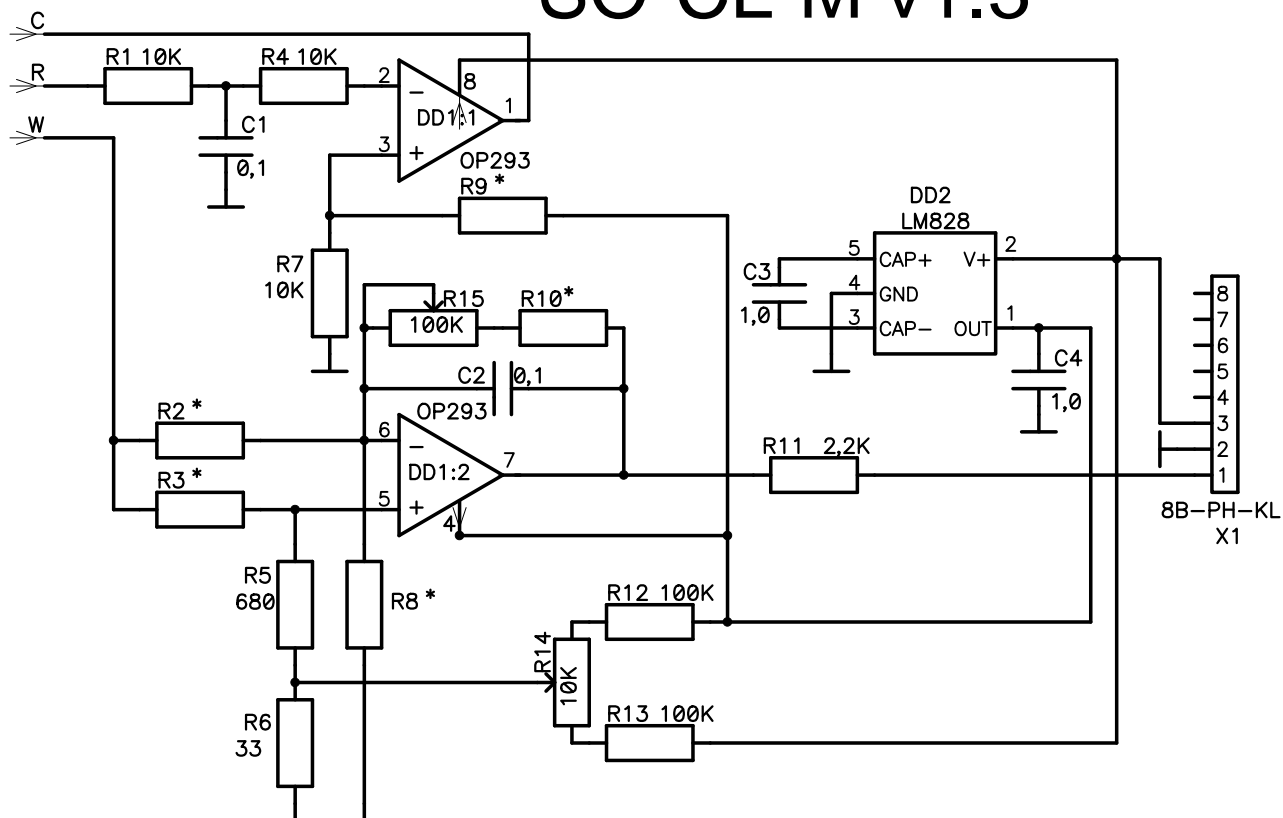 C
R
W
R1 10K
R4 10K
C1
0,1
2
3
8
1
DD1:1
OP293
R9 *
R7
10K
R15
100K
R10*
C2 0,1
OP293
R2 *
R3 *
6
5
7
4
DD1:2
R5
680
R8 *
R6
33
R11 2,2K
R12 100K
R14
10K
R13 100K
DD2
LM828
5
4
3
2
1
CAP+
GND
CAP-
V+
OUT
C3
1,0
C4
1,0
8
7
6
5
4
3
2
1
8B-PH-KL
X1